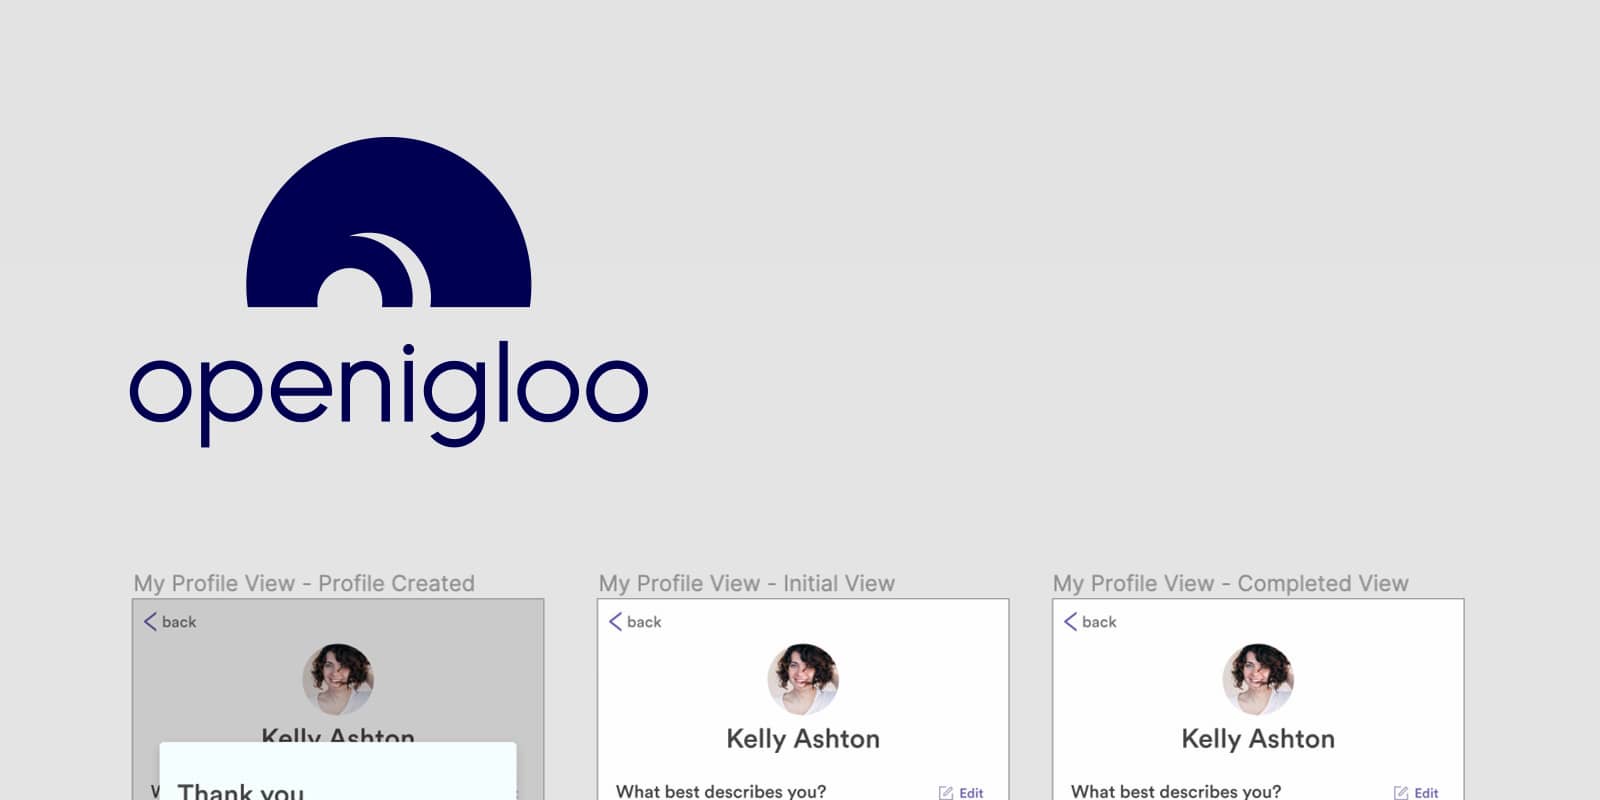 openigloo
My Profile View - Profile Created
back
Kelly Ashton
Thank you
My Profile View - Initial View
back
Kelly Ashton
What best describes you?
Edit
My Profile View - Completed View
back
Kelly Ashton
What best describes you?
Edit